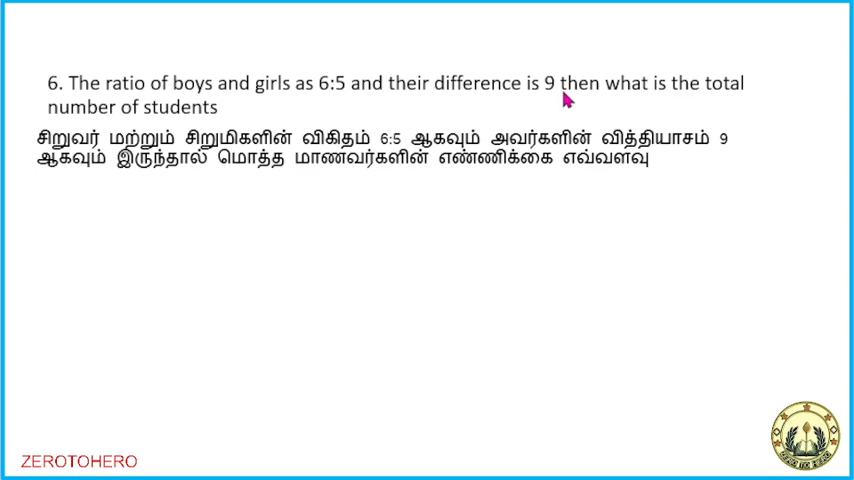 6. The ratio of boys and girls as 6:5 and their difference is 9 then what is the total
number of students
சிறுவர் மற்றும் சிறுமிகளின் விகிதம் 6:5 ஆகவும் அவர்களின் வித்தியாசம் 9
ஆகவும் இருந்தால் மொத்த மாணவர்களின் எண்ணிக்கை எவ்வளவு
ZEROTOHERO